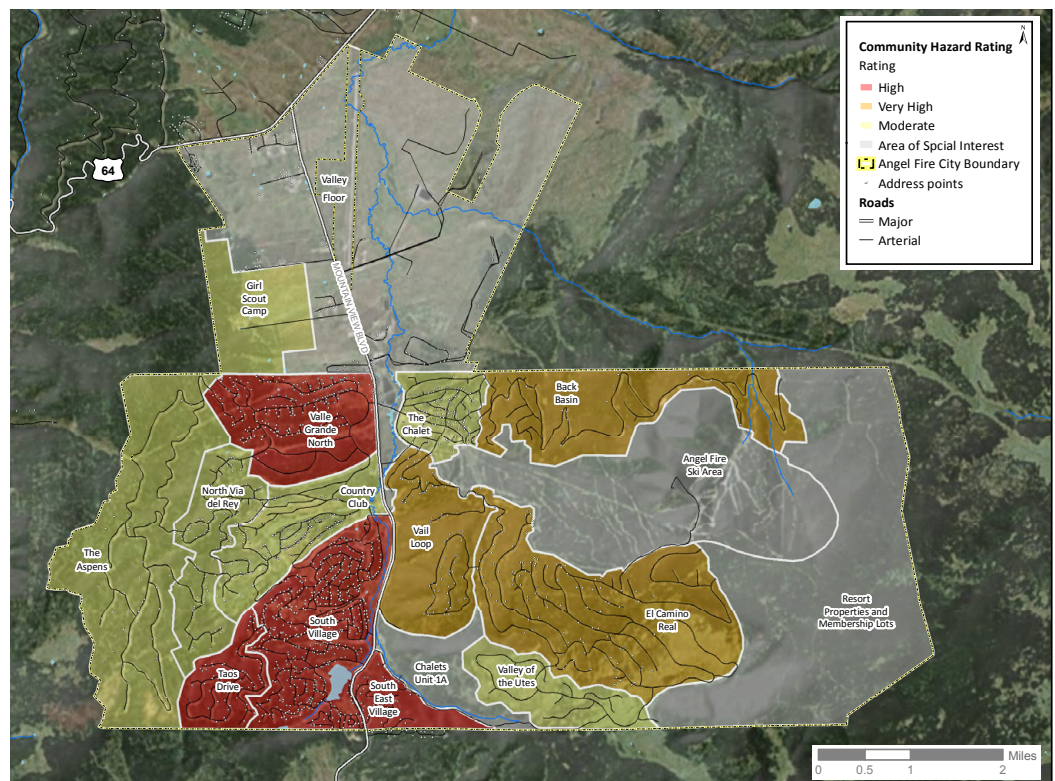 N
Community Hazard Rating
Rating
High
Very High
Moderate
Area of Spcial Interest
Angel Fire City Boundary
Address points
Roads
Major
Arterial
64
Valley
Floor
MOUNTAIN VIEW BLVD
Girl
Scout
Camp
Valle
Grande
North
The
Chalet
Back
Basin
Angel Fire
Ski Area
North Via
del Rey
Country
Club
Vail
Loop
The
Aspens
South
Village
El Camino
Real
Resort
Properties and
Membership Lots
Taos
Drive
South
East
Village
Chalets
Unit-1A
Valley of
the Utes
Miles
0 0.5 1 2